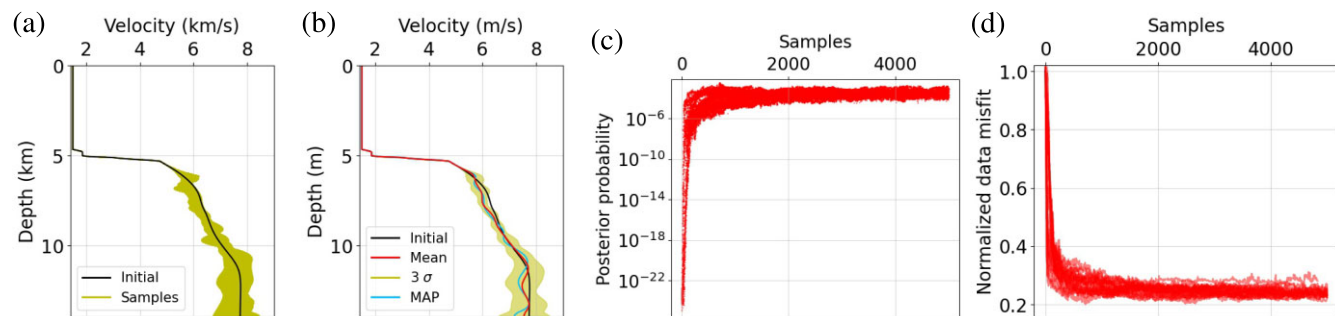 (a)
Velocity (km/s)
2 4 6 8
0
5
10
Depth (km)
Initial
Samples
(b)
Velocity (m/s)
2 4 6 8
0
5
10
Depth (m)
Initial
Mean
3 σ
MAP
(c)
Samples
0 2000 4000
10⁻⁶
10⁻¹⁰
10⁻¹⁴
10⁻¹⁸
10⁻²²
Posterior probability
(d)
Samples
0 2000 4000
1.0
0.8
0.6
0.4
0.2
Normalized data misfit